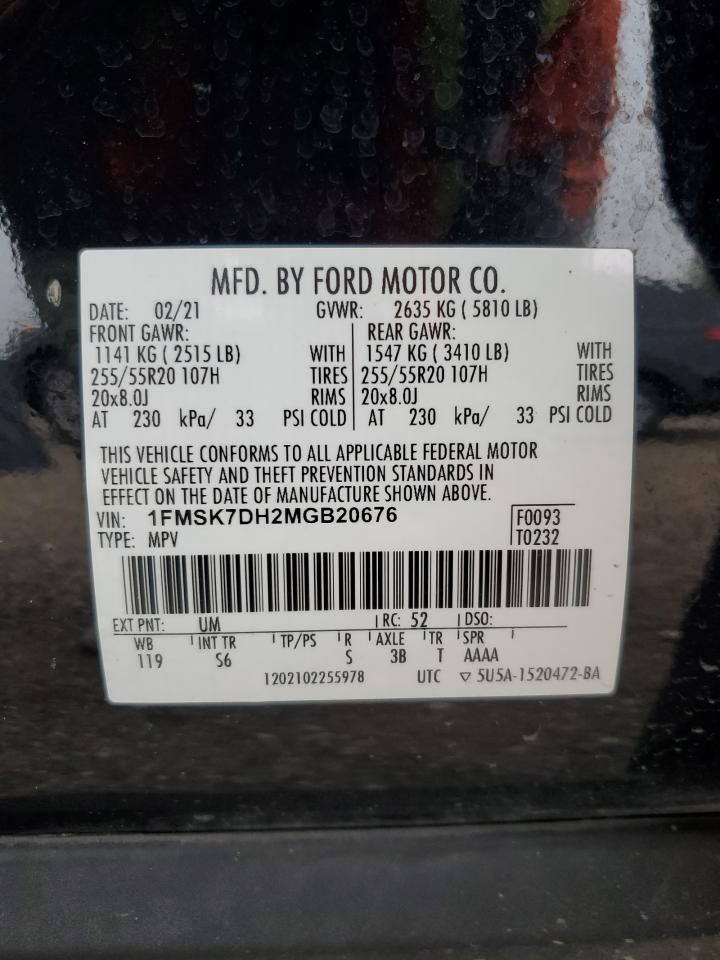 MFD. BY FORD MOTOR CO.
DATE: 02/21 GVWR: 2635 KG ( 5810 LB)
FRONT GAWR: REAR GAWR:
1141 KG ( 2515 LB) WITH 1547 KG ( 3410 LB) WITH
255/55R20 107H TIRES 255/55R20 107H TIRES
20x8.0J RIMS 20x8.0J RIMS
AT 230 kPa/ 33 PSI COLD AT 230 kPa/ 33 PSI COLD
THIS VEHICLE CONFORMS TO ALL APPLICABLE FEDERAL MOTOR
VEHICLE SAFETY AND THEFT PREVENTION STANDARDS IN
EFFECT ON THE DATE OF MANUFACTURE SHOWN ABOVE.
VIN: 1FMSK7DH2MGB20676 F0093
TYPE: MPV T0232
EXT PNT: UM RC: 52 DSO:
WB INT TR TP/PS R AXLE TR SPR
119 S6 S 3B T AAAA
1202102255978 UTC ▽ 5U5A-1520472-BA